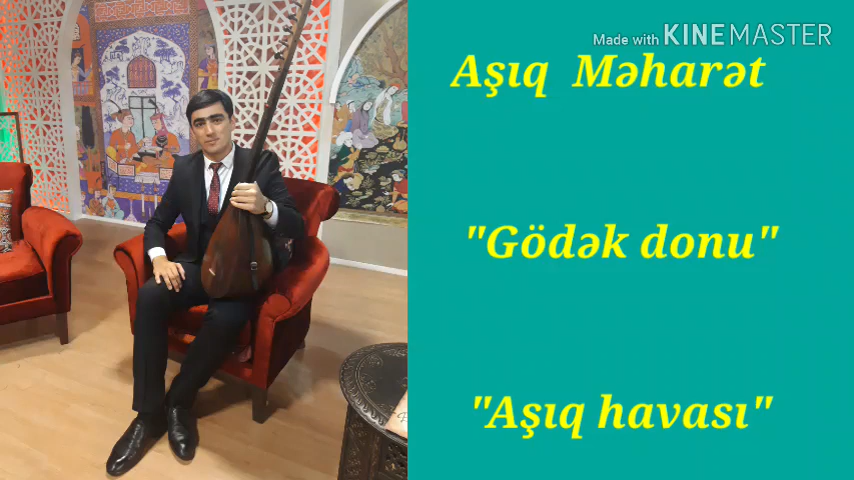 Made with KINEMASTER
Aşıq Məharət
"Gödək donu"
"Aşıq havası"